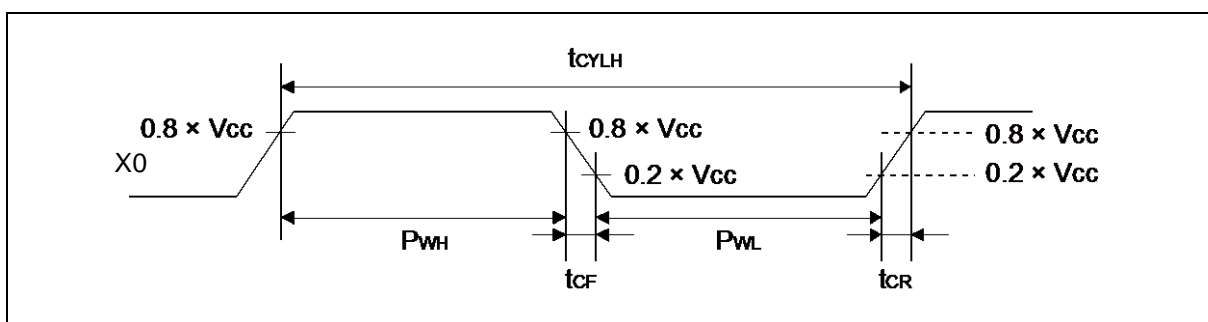 tCYLH
0.8 × VCC
0.8 × VCC
0.8 × VCC
X0
0.2 × VCC
0.2 × VCC
PWH
PWL
tCF
tCR